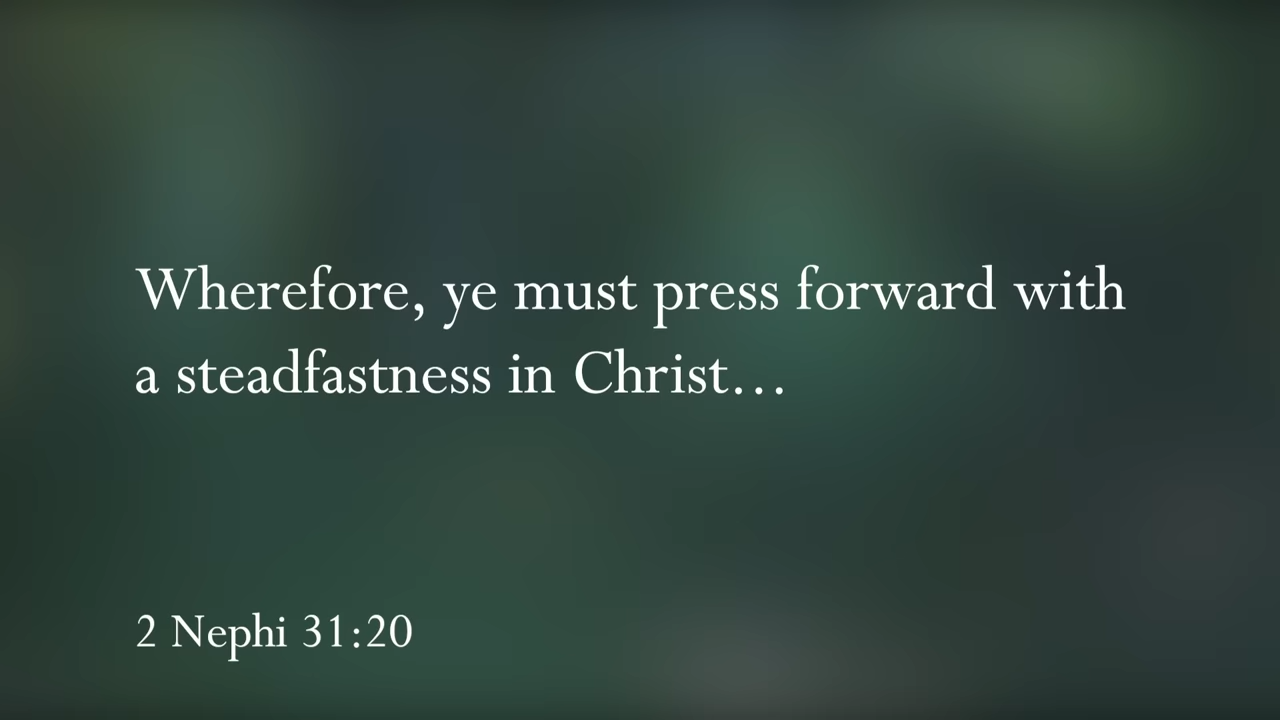 Wherefore, ye must press forward with
a steadfastness in Christ…
2 Nephi 31:20